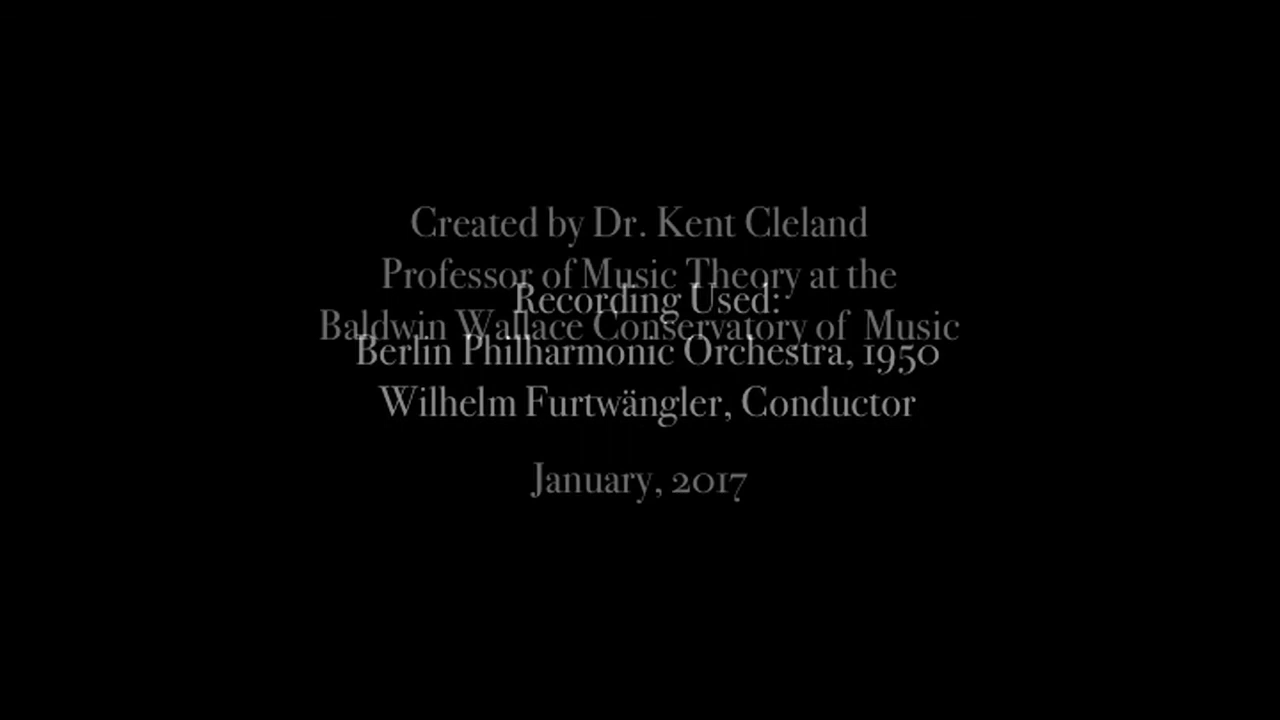 Created by Dr. Kent Cleland
Professor of Music Theory at the
Recording Used:
Baldwin Wallace Conservatory of Music
Berlin Philharmonic Orchestra, 1950
Wilhelm Furtwängler, Conductor
January, 2017